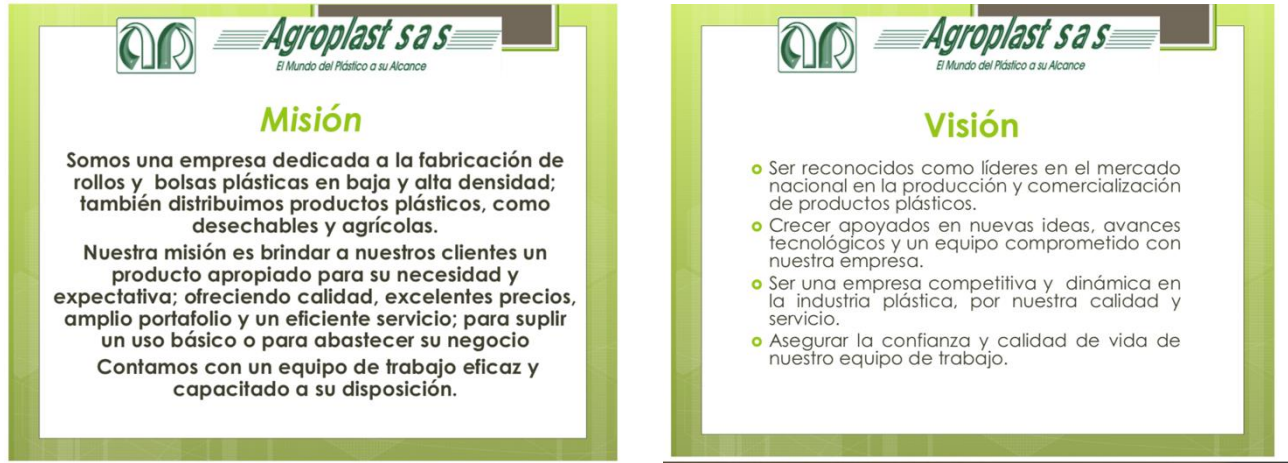 Agroplast s a s
El Mundo del Plástico a su Alcance
Misión
Somos una empresa dedicada a la fabricación de
rollos y bolsas plásticas en baja y alta densidad;
también distribuimos productos plásticos, como
desechables y agrícolas.
Nuestra misión es brindar a nuestros clientes un
producto apropiado para su necesidad y
expectativa; ofreciendo calidad, excelentes precios,
amplio portafolio y un eficiente servicio; para suplir
un uso básico o para abastecer su negocio
Contamos con un equipo de trabajo eficaz y
capacitado a su disposición.
Agroplast s a s
El Mundo del Plástico a su Alcance
Visión
Ser reconocidos como líderes en el mercado
nacional en la producción y comercialización
de productos plásticos.
Crecer apoyados en nuevas ideas, avances
tecnológicos y un equipo comprometido con
nuestra empresa.
Ser una empresa competitiva y dinámica en
la industria plástica, por nuestra calidad y
servicio.
Asegurar la confianza y calidad de vida de
nuestro equipo de trabajo.